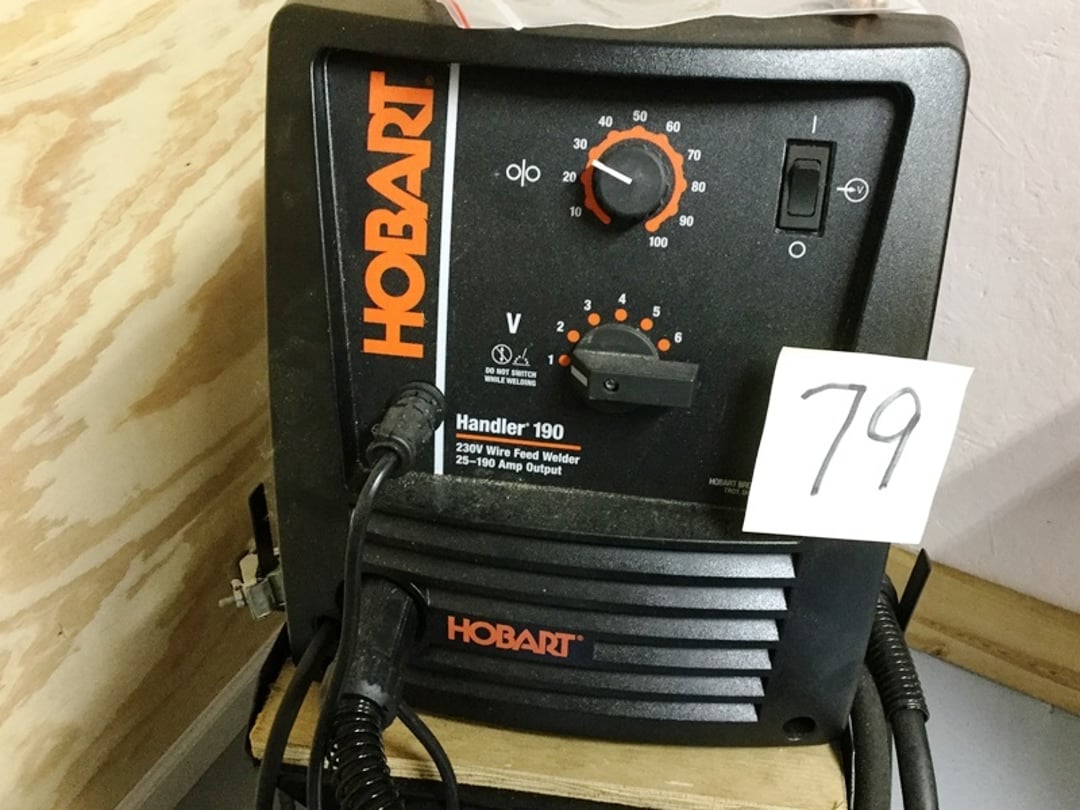 HOBART®
10 20 30 40 50 60 70 80 90 100
I
O
V
V
1 2 3 4 5 6
DO NOT SWITCH
WHILE WELDING
Handler® 190
230V Wire Feed Welder
25–190 Amp Output
HOBART
79
HOBART®